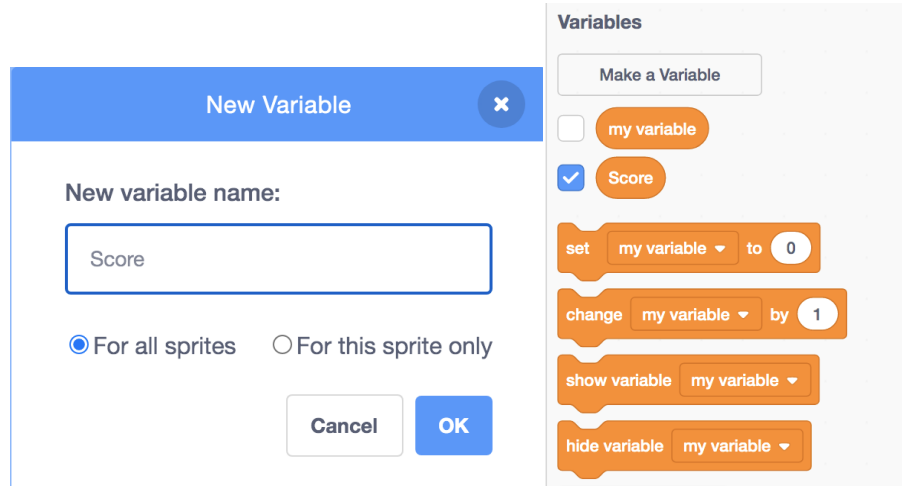 New Variable
New variable name:
Score
For all sprites
For this sprite only
Cancel
OK
Variables
Make a Variable
my variable
Score
set my variable to 0
change my variable by 1
show variable my variable
hide variable my variable